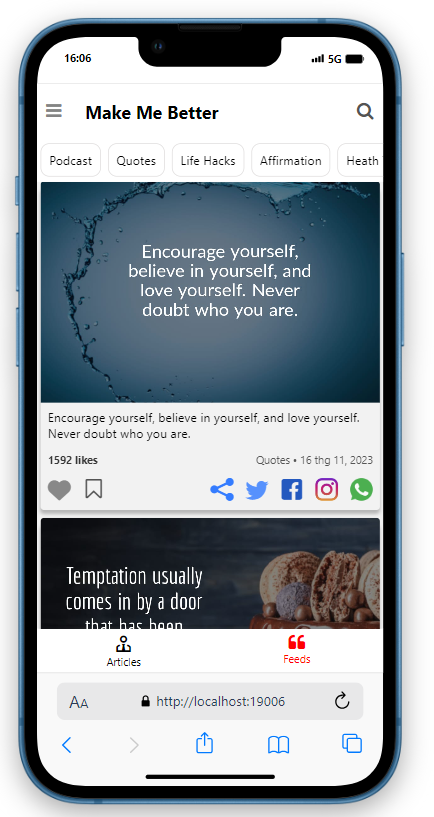 16:06 5G
Make Me Better
Podcast Quotes Life Hacks Affirmation Heath
Encourage yourself,
believe in yourself, and
love yourself. Never
doubt who you are.
Encourage yourself, believe in yourself, and love yourself.
Never doubt who you are.
1592 likes Quotes • 16 thg 11, 2023
Temptation usually
comes in by a door
that has been
Articles Feeds
AA http://localhost:19006